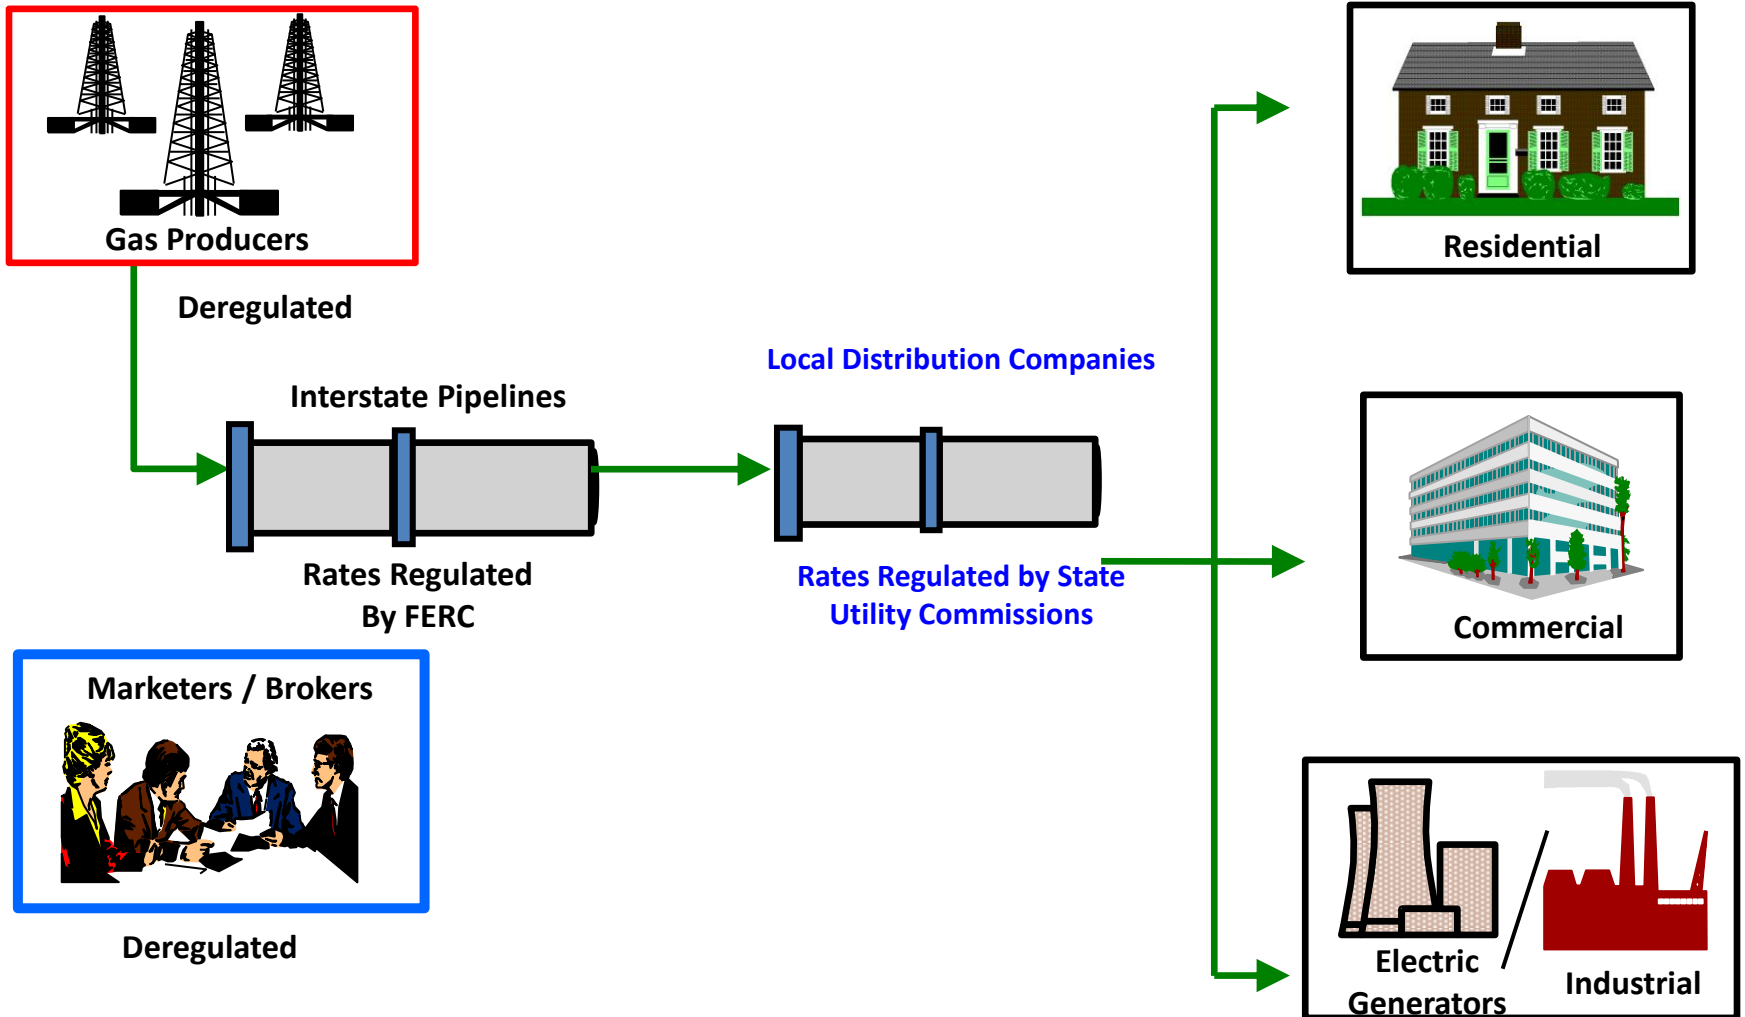 Gas Producers
Deregulated
Interstate Pipelines
Rates Regulated
By FERC
Marketers / Brokers
Deregulated
Local Distribution Companies
Rates Regulated by State
Utility Commissions
Residential
Commercial
Electric
Generators
Industrial